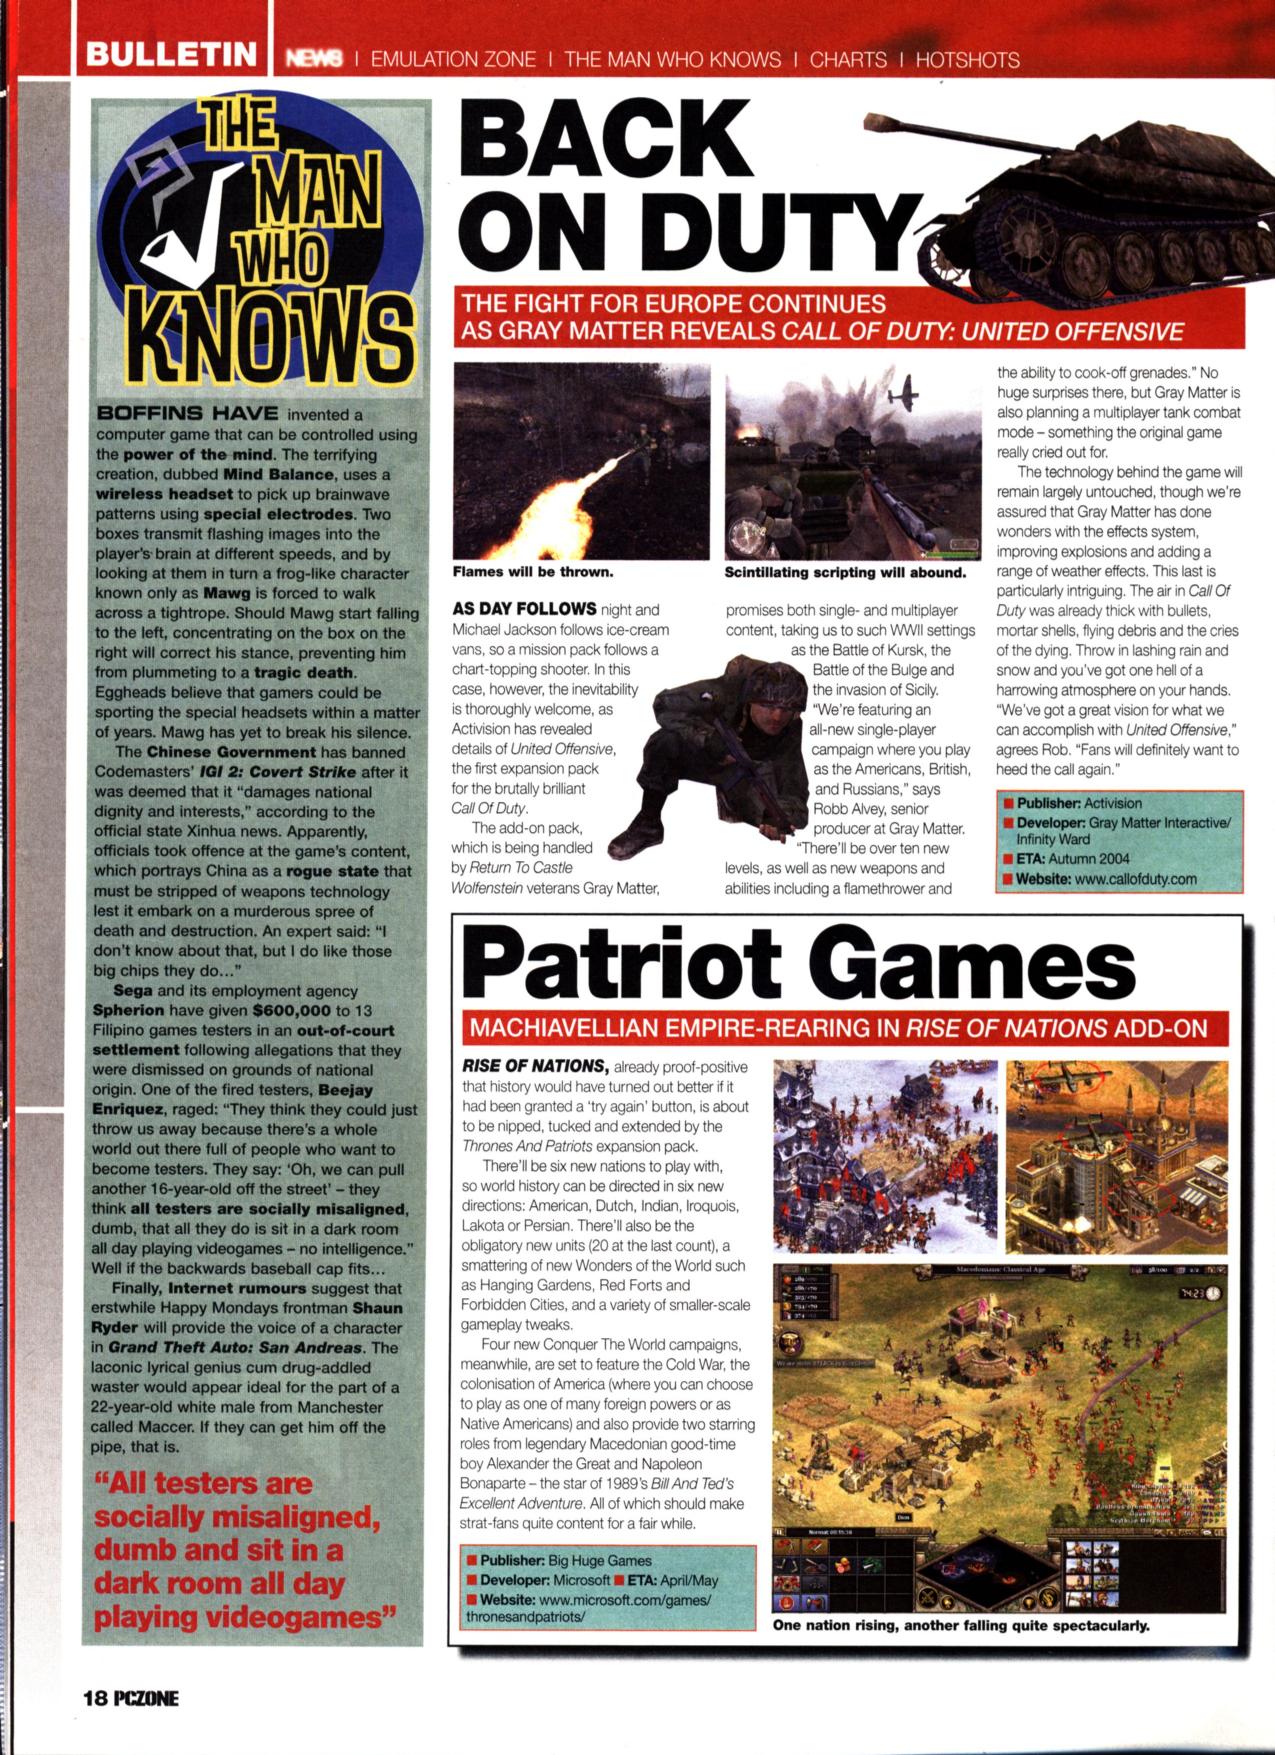 BULLETIN
NEWS | EMULATION ZONE | THE MAN WHO KNOWS | CHARTS | HOTSHOTS
THE
MAN
WHO
KNOWS
BOFFINS HAVE invented a
computer game that can be controlled using
the power of the mind. The terrifying
creation, dubbed Mind Balance, uses a
wireless headset to pick up brainwave
patterns using special electrodes. Two
boxes transmit flashing images into the
player's brain at different speeds, and by
looking at them in turn a frog-like character
known only as Mawg is forced to walk
across a tightrope. Should Mawg start falling
to the left, concentrating on the box on the
right will correct his stance, preventing him
from plummeting to a tragic death.
Eggheads believe that gamers could be
sporting the special headsets within a matter
of years. Mawg has yet to break his silence.
The Chinese Government has banned
Codemasters' IGI 2: Covert Strike after it
was deemed that it “damages national
dignity and interests,” according to the
official state Xinhua news. Apparently,
officials took offence at the game's content,
which portrays China as a rogue state that
must be stripped of weapons technology
lest it embark on a murderous spree of
death and destruction. An expert said: “I
don't know about that, but I do like those
big chips they do...”
Sega and its employment agency
Spherion have given $600,000 to 13
Filipino games testers in an out-of-court
settlement following allegations that they
were dismissed on grounds of national
origin. One of the fired testers, Beejay
Enriquez, raged: “They think they could just
throw us away because there's a whole
world out there full of people who want to
become testers. They say: ‘Oh, we can pull
another 16-year-old off the street’ – they
think all testers are socially misaligned,
dumb, that all they do is sit in a dark room
all day playing videogames – no intelligence.”
Well if the backwards baseball cap fits...
Finally, Internet rumours suggest that
erstwhile Happy Mondays frontman Shaun
Ryder will provide the voice of a character
in Grand Theft Auto: San Andreas. The
laconic lyrical genius cum drug-addled
waster would appear ideal for the part of a
22-year-old white male from Manchester
called Maccer. If they can get him off the
pipe, that is.
“All testers are
socially misaligned,
dumb and sit in a
dark room all day
playing videogames”
BACK
ON DUTY
THE FIGHT FOR EUROPE CONTINUES
AS GRAY MATTER REVEALS CALL OF DUTY: UNITED OFFENSIVE
Flames will be thrown.
Scintillating scripting will abound.
AS DAY FOLLOWS night and
Michael Jackson follows ice-cream
vans, so a mission pack follows a
chart-topping shooter. In this
case, however, the inevitability
is thoroughly welcome, as
Activision has revealed
details of United Offensive,
the first expansion pack
for the brutally brilliant
Call Of Duty.
The add-on pack,
which is being handled
by Return To Castle
Wolfenstein veterans Gray Matter,
promises both single- and multiplayer
content, taking us to such WWII settings
as the Battle of Kursk, the
Battle of the Bulge and
the invasion of Sicily.
“We're featuring an
all-new single-player
campaign where you play
as the Americans, British,
and Russians,” says
Robb Alvey, senior
producer at Gray Matter.
“There'll be over ten new
levels, as well as new weapons and
abilities including a flamethrower and
the ability to cook-off grenades.” No
huge surprises there, but Gray Matter is
also planning a multiplayer tank combat
mode – something the original game
really cried out for.
The technology behind the game will
remain largely untouched, though we're
assured that Gray Matter has done
wonders with the effects system,
improving explosions and adding a
range of weather effects. This last is
particularly intriguing. The air in Call Of
Duty was already thick with bullets,
mortar shells, flying debris and the cries
of the dying. Throw in lashing rain and
snow and you've got one hell of a
harrowing atmosphere on your hands.
“We've got a great vision for what we
can accomplish with United Offensive,”
agrees Rob. “Fans will definitely want to
heed the call again.”
■ Publisher: Activision
■ Developer: Gray Matter Interactive/
Infinity Ward
■ ETA: Autumn 2004
■ Website: www.callofduty.com
Patriot Games
MACHIAVELLIAN EMPIRE-REARING IN RISE OF NATIONS ADD-ON
RISE OF NATIONS, already proof-positive
that history would have turned out better if it
had been granted a ‘try again’ button, is about
to be nipped, tucked and extended by the
Thrones And Patriots expansion pack.
There'll be six new nations to play with,
so world history can be directed in six new
directions: American, Dutch, Indian, Iroquois,
Lakota or Persian. There'll also be the
obligatory new units (20 at the last count), a
smattering of new Wonders of the World such
as Hanging Gardens, Red Forts and
Forbidden Cities, and a variety of smaller-scale
gameplay tweaks.
Four new Conquer The World campaigns,
meanwhile, are set to feature the Cold War, the
colonisation of America (where you can choose
to play as one of many foreign powers or as
Native Americans) and also provide two starring
roles from legendary Macedonian good-time
boy Alexander the Great and Napoleon
Bonaparte – the star of 1989's Bill And Ted's
Excellent Adventure. All of which should make
strat-fans quite content for a fair while.
■ Publisher: Big Huge Games
■ Developer: Microsoft ■ ETA: April/May
■ Website: www.microsoft.com/games/
thronesandpatriots/
Macedonians: Classical Age
One nation rising, another falling quite spectacularly.
18 PCZONE